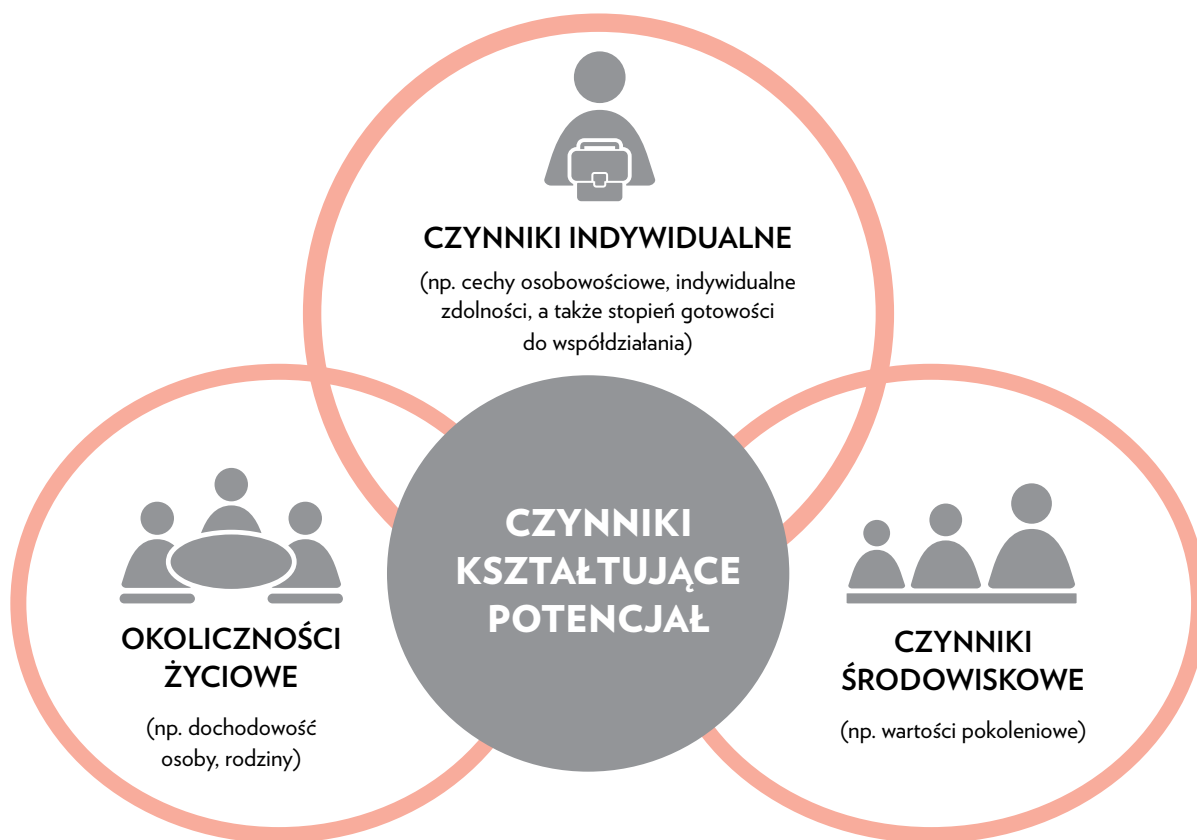 CZYNNIKI INDYWIDUALNE
(np. cechy osobowościowe, indywidualne
zdolności, a także stopień gotowości
do współdziałania)
CZYNNIKI
KSZTAŁTUJĄCE
POTENCJAŁ
OKOLICZNOŚCI
ŻYCIOWE
(np. dochodowość
osoby, rodziny)
CZYNNIKI
ŚRODOWISKOWE
(np. wartości pokoleniowe)